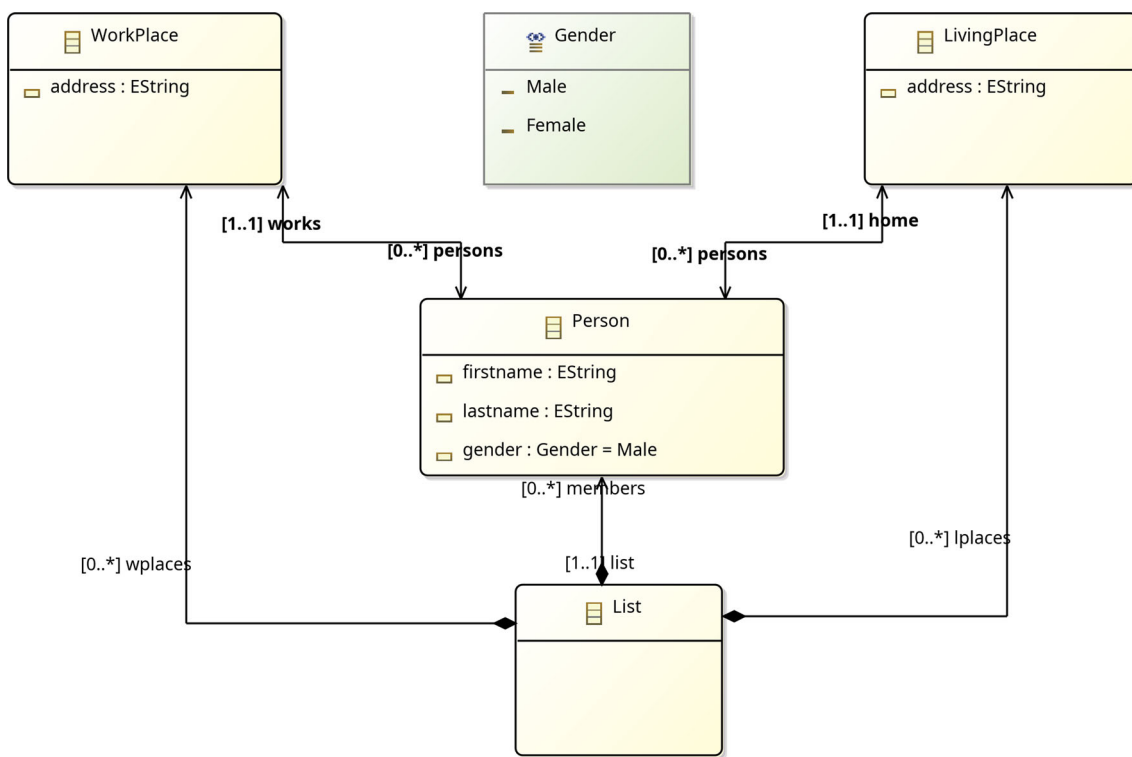 WorkPlace
address : EString
Gender
Male
Female
LivingPlace
address : EString
[1..1] works
[0..*] persons
[1..1] home
[0..*] persons
Person
firstname : EString
lastname : EString
gender : Gender = Male
[0..*] members
[0..*] wplaces
[1..1] list
[0..*] lplaces
List